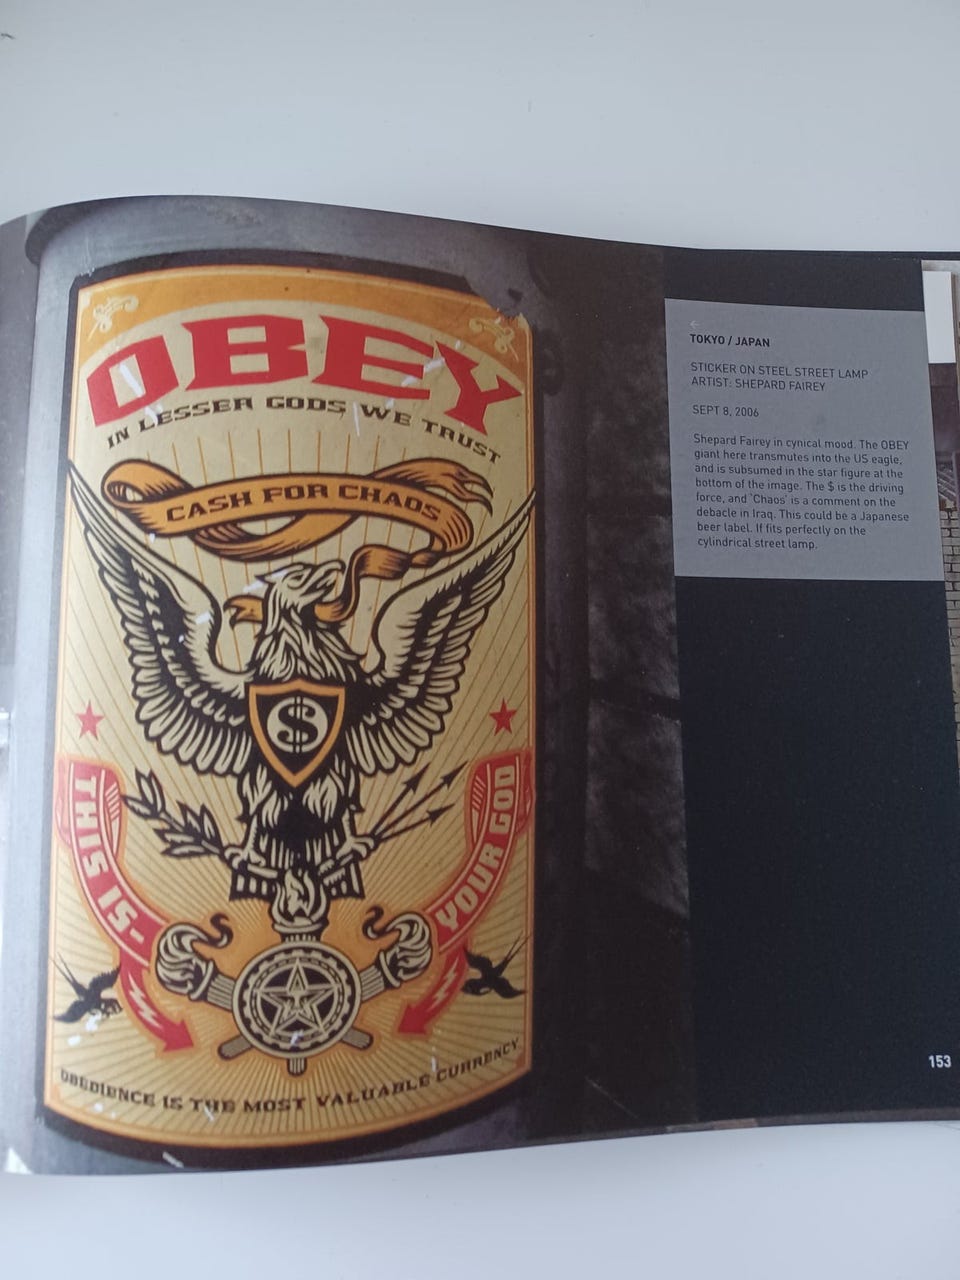 OBEY
IN LESSER GODS WE TRUST
CASH FOR CHAOS
$
THIS IS-
YOUR GOD
OBEDIENCE IS THE MOST VALUABLE CURRENCY
←
TOKYO / JAPAN
STICKER ON STEEL STREET LAMP
ARTIST: SHEPARD FAIREY
SEPT 8, 2006
Shepard Fairey in cynical mood. The OBEY
giant here transmutes into the US eagle,
and is subsumed in the star figure at the
bottom of the image. The $ is the driving
force, and 'Chaos' is a comment on the
debacle in Iraq. This could be a Japanese
beer label. If fits perfectly on the
cylindrical street lamp.
153